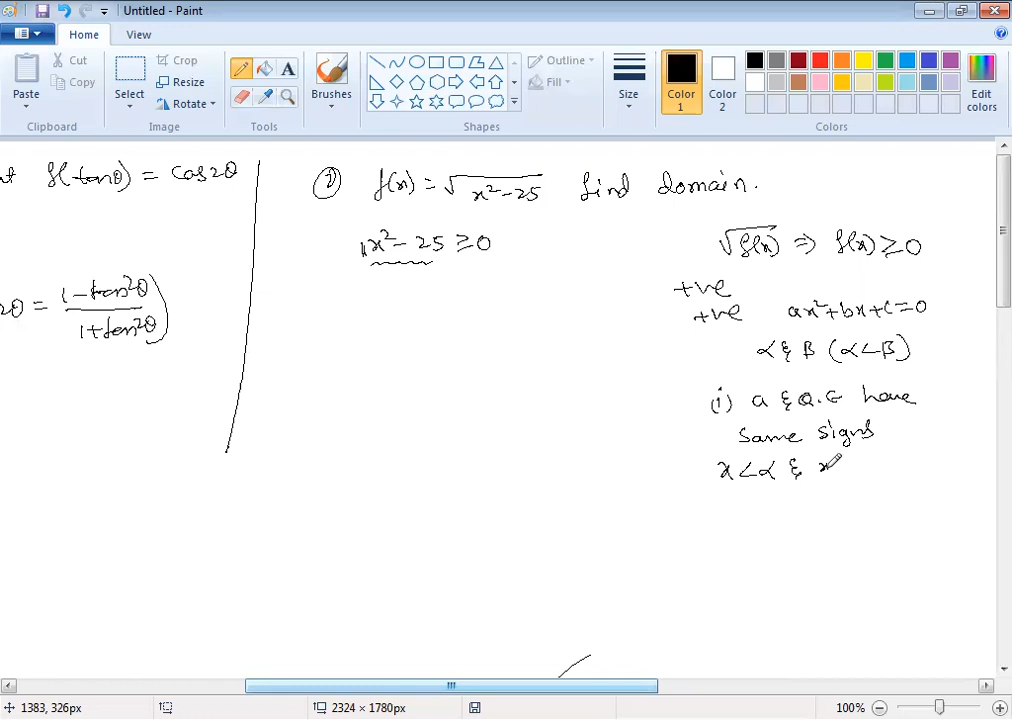 Untitled - Paint
Home View
Cut
Copy
Paste
Select
Crop
Resize
Rotate
Brushes
Outline
Fill
Size
Color 1
Color 2
Edit colors
Clipboard Image Tools Shapes Colors
f(tanθ) = cos2θ
① f(x) = √x²-25 find domain.
1x² - 25 ≥ 0
√f(x) ⇒ f(x) ≥ 0
+ve
+ve ax²+bx+c=0
α & β (α<β)
(i) a & Q.E have
same signs
x<α & x
2θ = (1-tan²θ)/(1+tan²θ)
1383, 326px 2324 × 1780px 100%